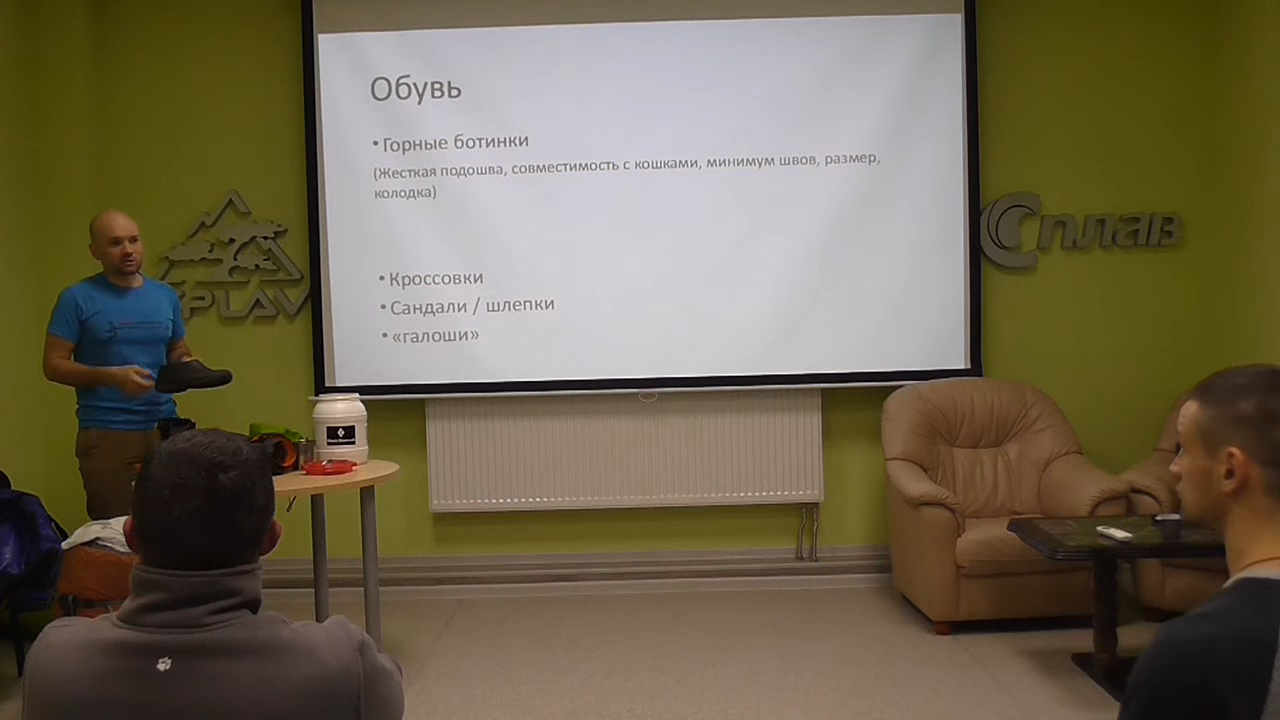 Обувь
• Горные ботинки
(Жесткая подошва, совместимость с кошками, минимум швов, размер,
колодка)
• Кроссовки
• Сандали / шлепки
• «галоши»
SPLAV
Сплав